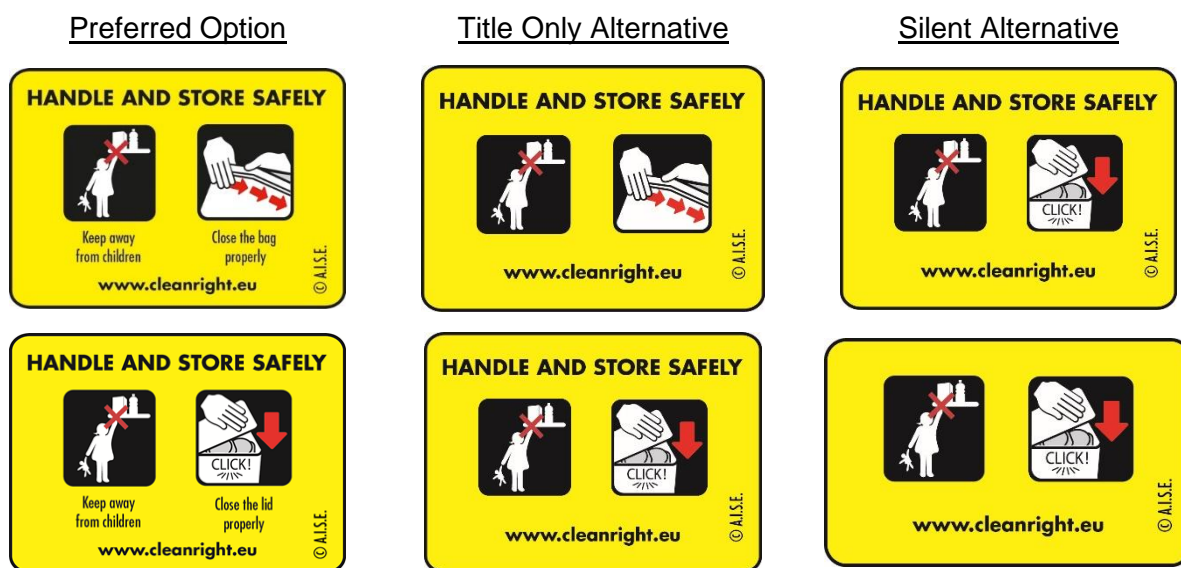 Preferred Option
Title Only Alternative
Silent Alternative
HANDLE AND STORE SAFELY
Keep away
from children
Close the bag
properly
www.cleanright.eu
© A.I.S.E.
HANDLE AND STORE SAFELY
www.cleanright.eu
© A.I.S.E.
HANDLE AND STORE SAFELY
CLICK!
www.cleanright.eu
© A.I.S.E.
HANDLE AND STORE SAFELY
CLICK!
Keep away
from children
Close the lid
properly
www.cleanright.eu
© A.I.S.E.
HANDLE AND STORE SAFELY
CLICK!
www.cleanright.eu
© A.I.S.E.
CLICK!
www.cleanright.eu
© A.I.S.E.